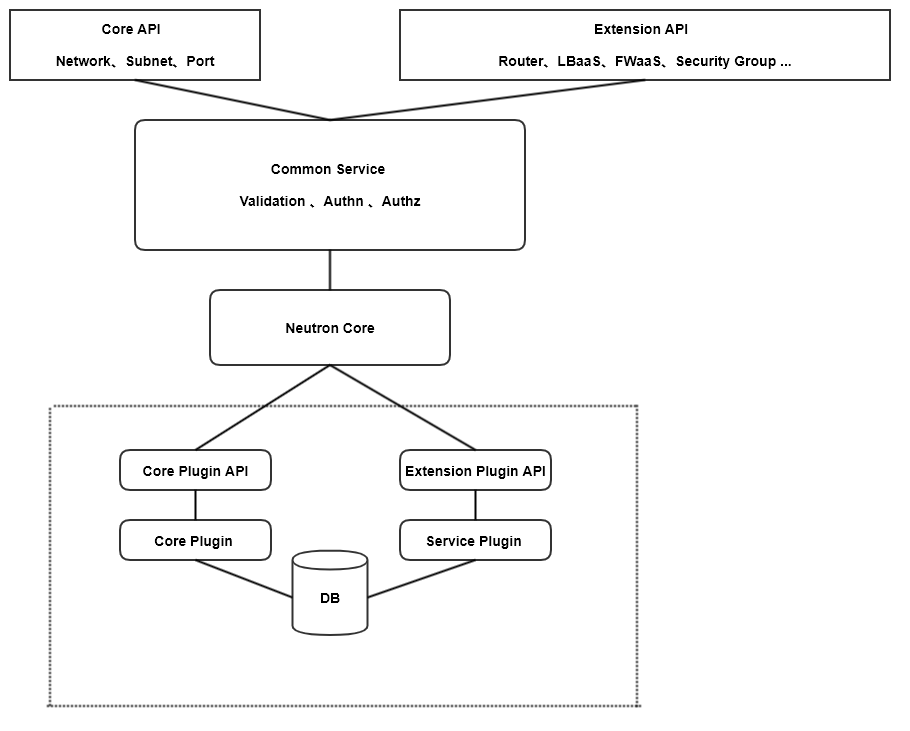 Core API
Network、Subnet、Port
Extension API
Router、LBaaS、FWaaS、Security Group ...
Common Service
Validation 、Authn 、Authz
Neutron Core
Core Plugin API
Extension Plugin API
Core Plugin
Service Plugin
DB